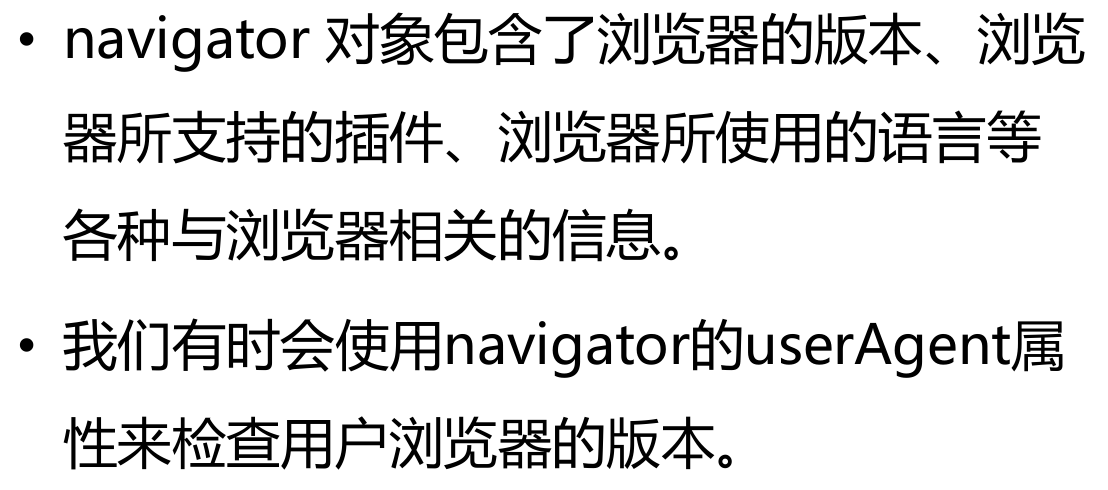 • navigator 对象包含了浏览器的版本、浏览
器所支持的插件、浏览器所使用的语言等
各种与浏览器相关的信息。
• 我们有时会使用navigator的userAgent属
性来检查用户浏览器的版本。